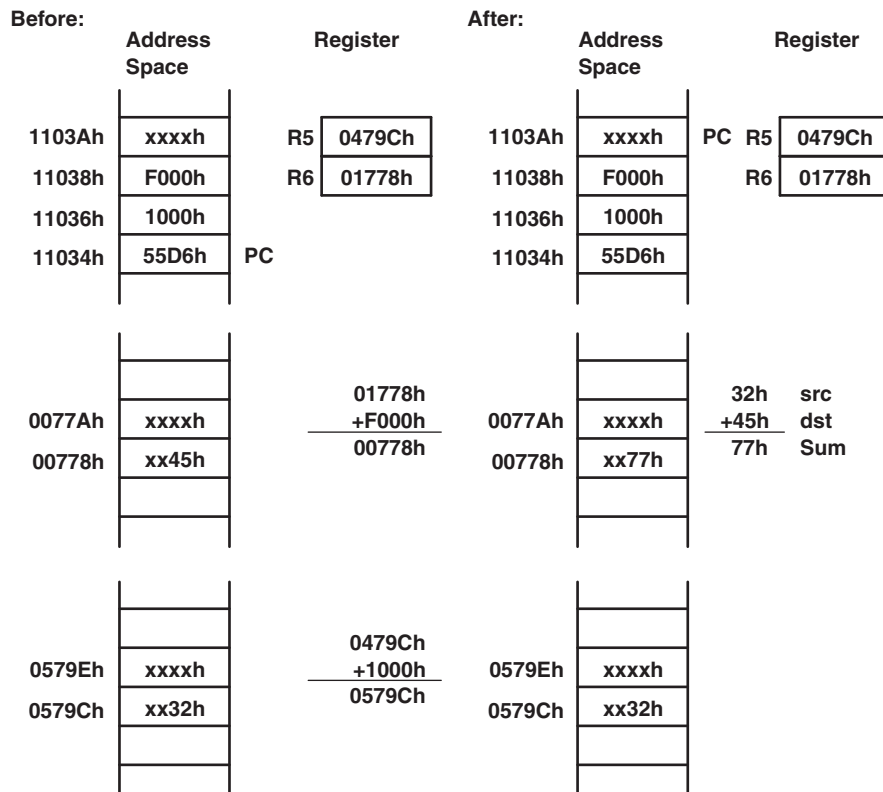 Before:
Address Space
Register
1103Ah xxxxh R5 0479Ch
11038h F000h R6 01778h
11036h 1000h
11034h 55D6h PC
01778h
0077Ah xxxxh +F000h
00778h xx45h 00778h
0479Ch
0579Eh xxxxh +1000h
0579Ch xx32h 0579Ch
After:
Address Space
Register
1103Ah xxxxh PC R5 0479Ch
11038h F000h R6 01778h
11036h 1000h
11034h 55D6h
32h src
0077Ah xxxxh +45h dst
00778h xx77h 77h Sum
0579Eh xxxxh
0579Ch xx32h